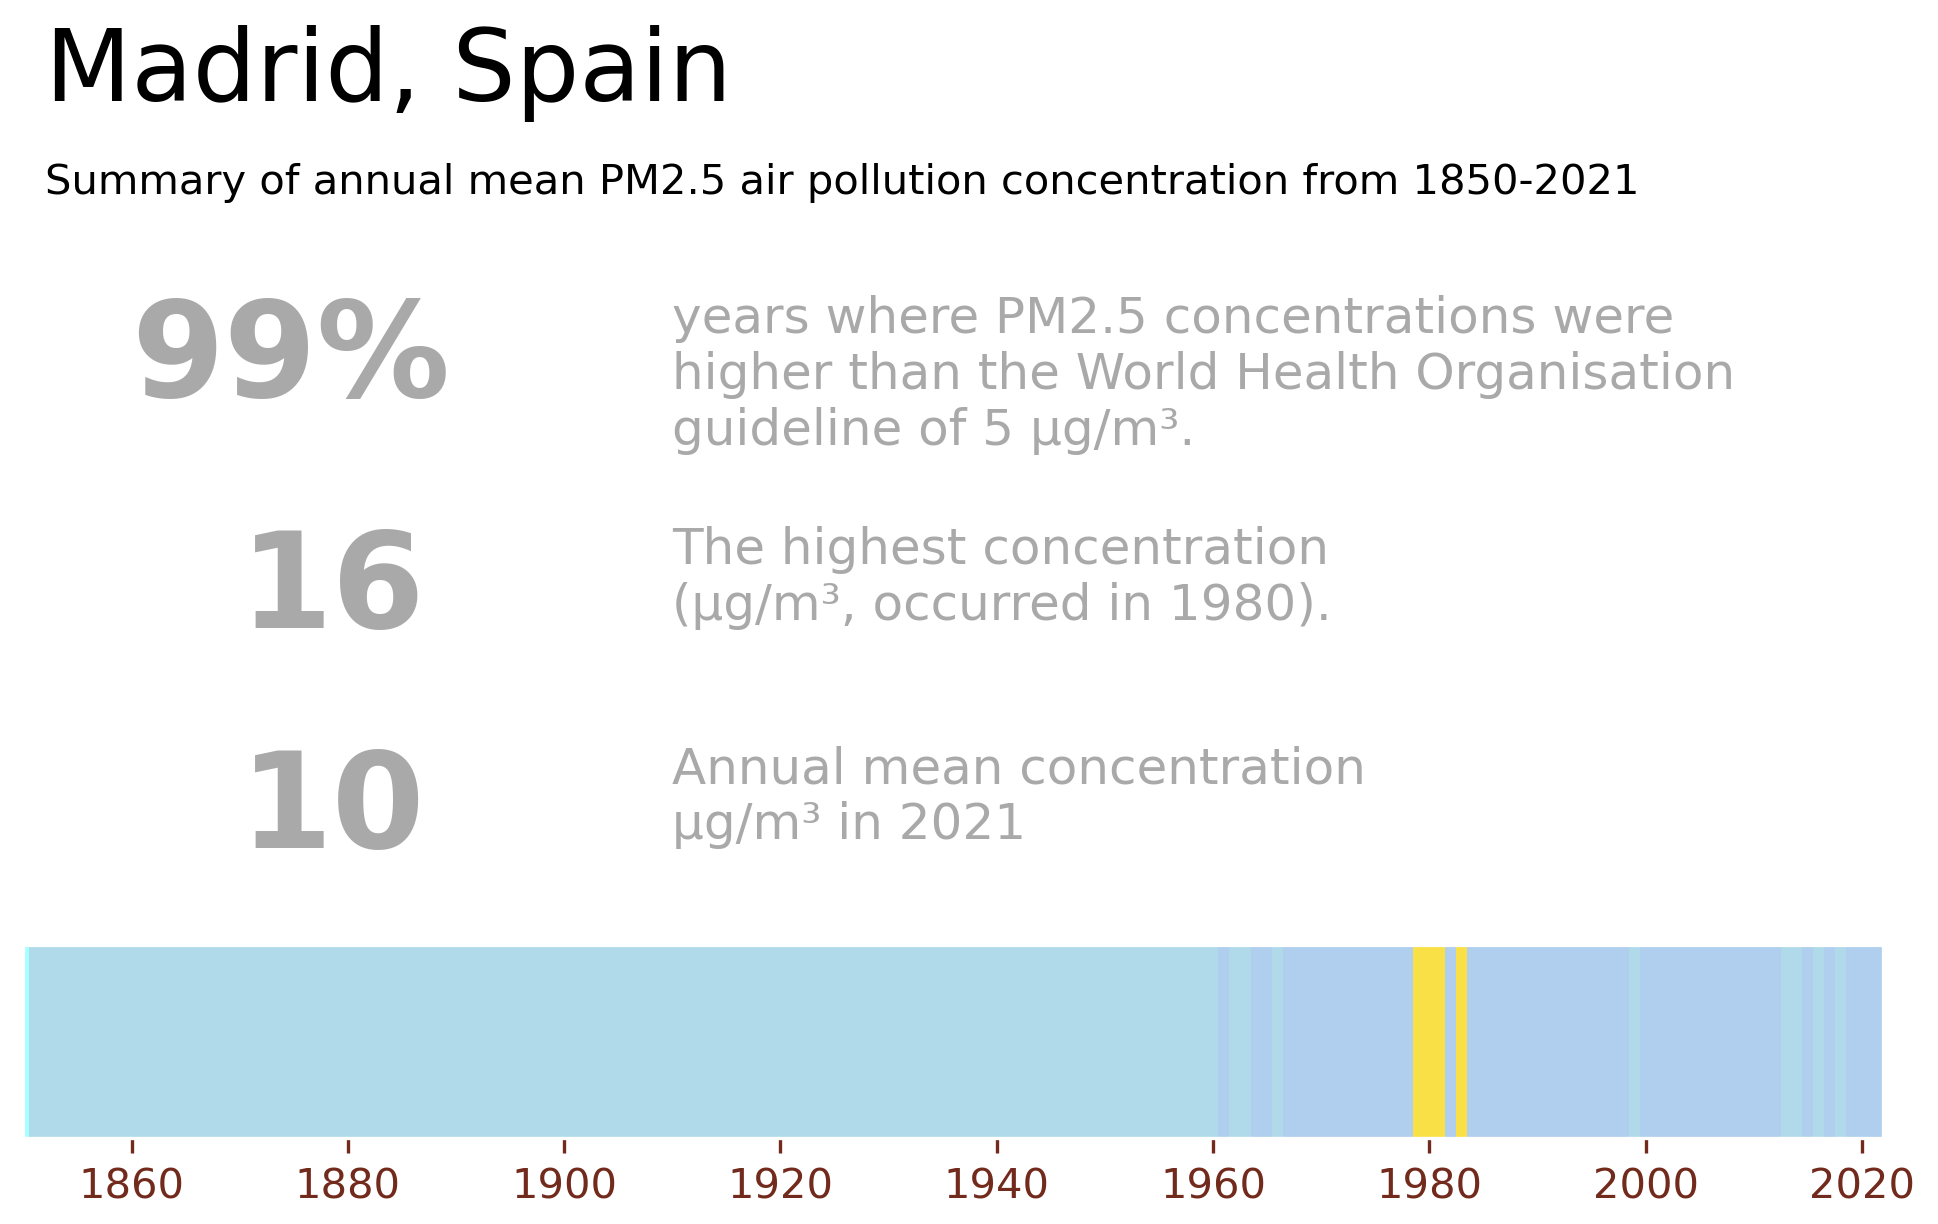 Madrid, Spain
Summary of annual mean PM2.5 air pollution concentration from 1850-2021
99%
years where PM2.5 concentrations were
higher than the World Health Organisation
guideline of 5 µg/m³.
16
The highest concentration
(µg/m³, occurred in 1980).
10
Annual mean concentration
µg/m³ in 2021
1860 1880 1900 1920 1940 1960 1980 2000 2020